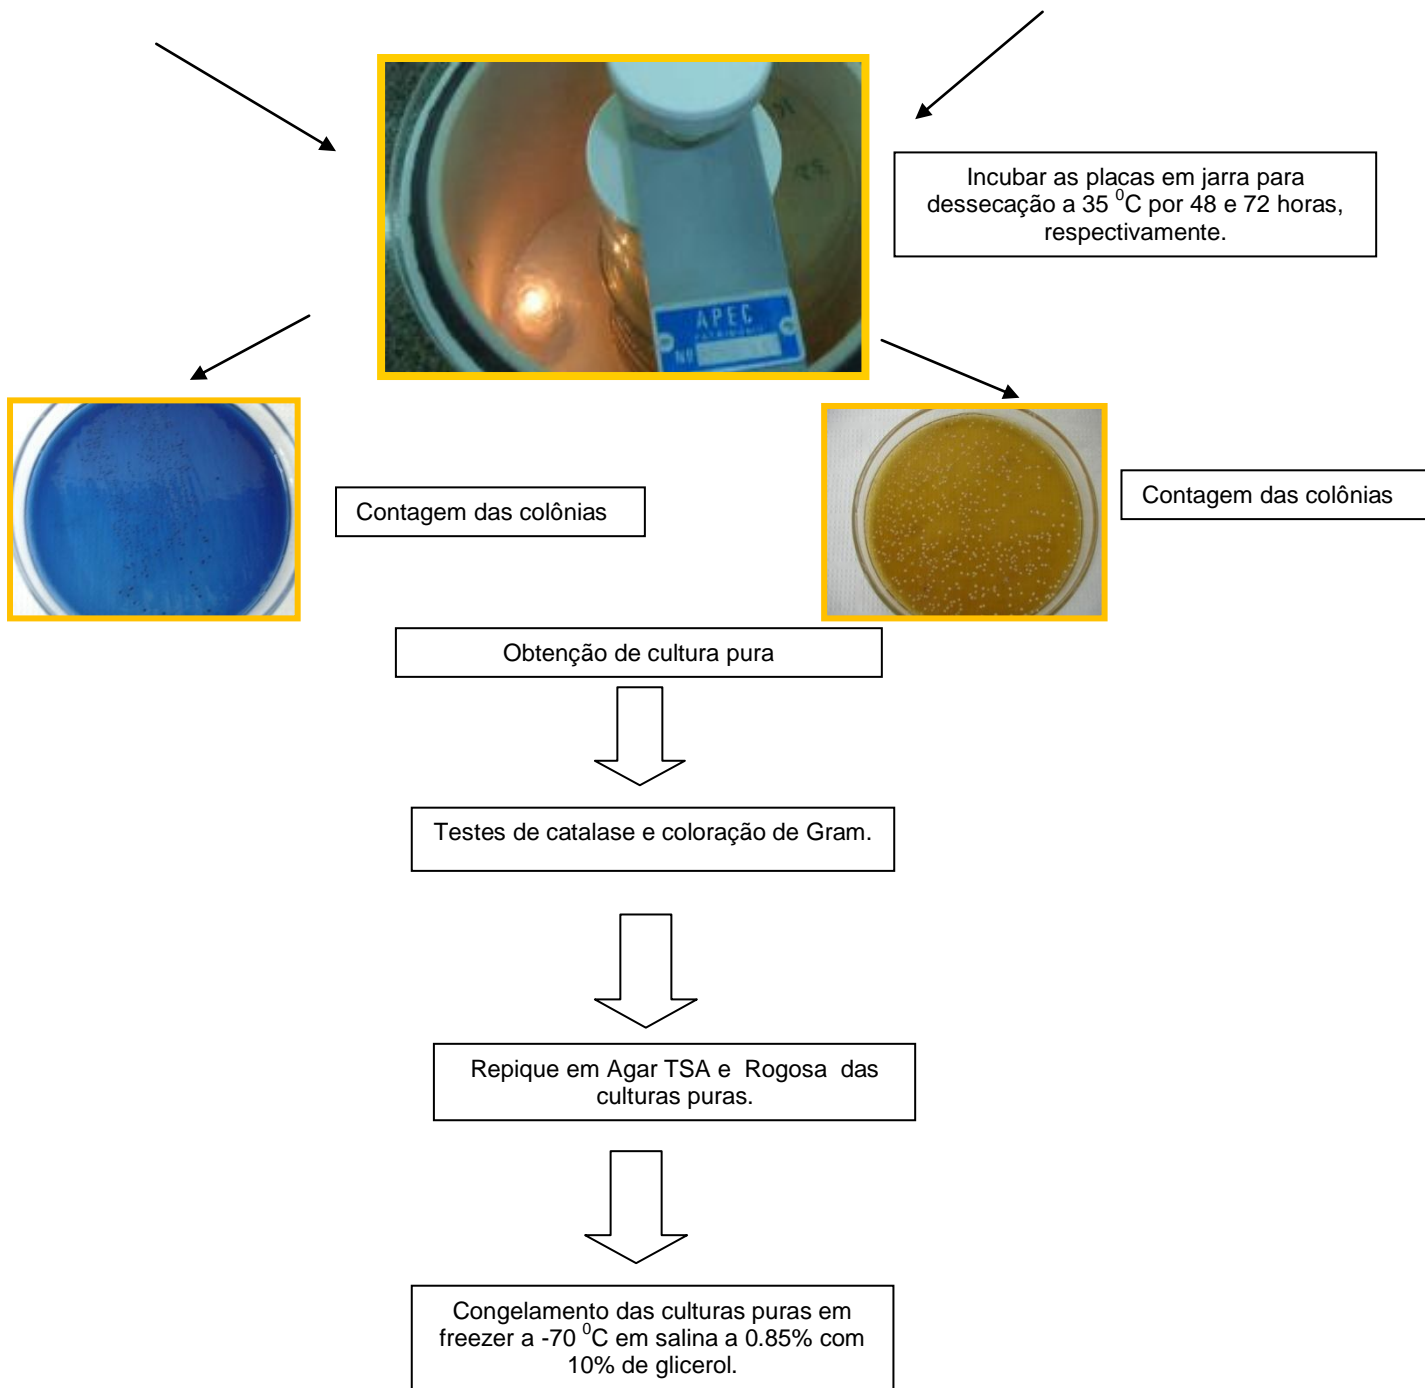 Incubar as placas em jarra para
dessecação a 35 ⁰C por 48 e 72 horas,
respectivamente.
APEC
Nº
Contagem das colônias
Contagem das colônias
Obtenção de cultura pura
Testes de catalase e coloração de Gram.
Repique em Agar TSA e Rogosa das
culturas puras.
Congelamento das culturas puras em
freezer a -70 ⁰C em salina a 0.85% com
10% de glicerol.